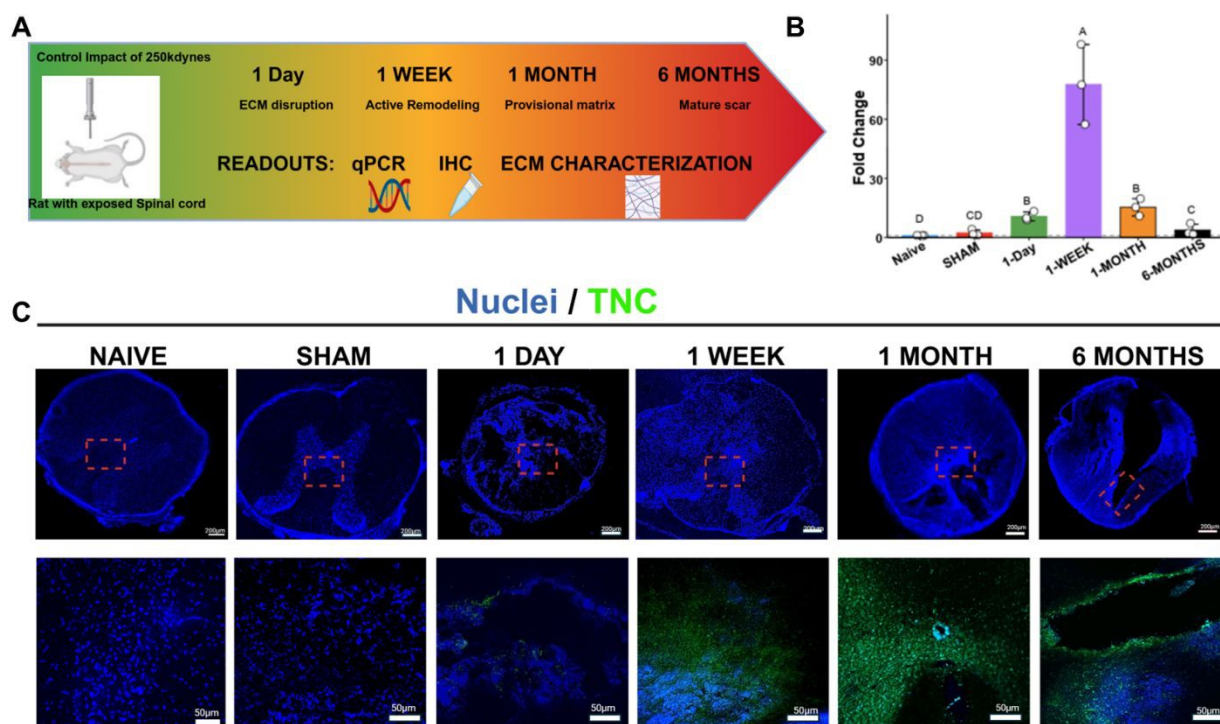 A
Control Impact of 250kdynes
1 Day
1 WEEK
1 MONTH
6 MONTHS
ECM disruption
Active Remodeling
Provisional matrix
Mature scar
READOUTS: qPCR IHC ECM CHARACTERIZATION
Rat with exposed Spinal cord
B
Fold Change
90
60
30
0
D
CD
B
A
B
C
Naive
SHAM
1-Day
1-WEEK
1-MONTH
6-MONTHS
Nuclei / TNC
C
NAIVE
SHAM
1 DAY
1 WEEK
1 MONTH
6 MONTHS
200µm
200µm
200µm
200µm
200µm
200µm
50µm
50µm
50µm
50µm
50µm
50µm